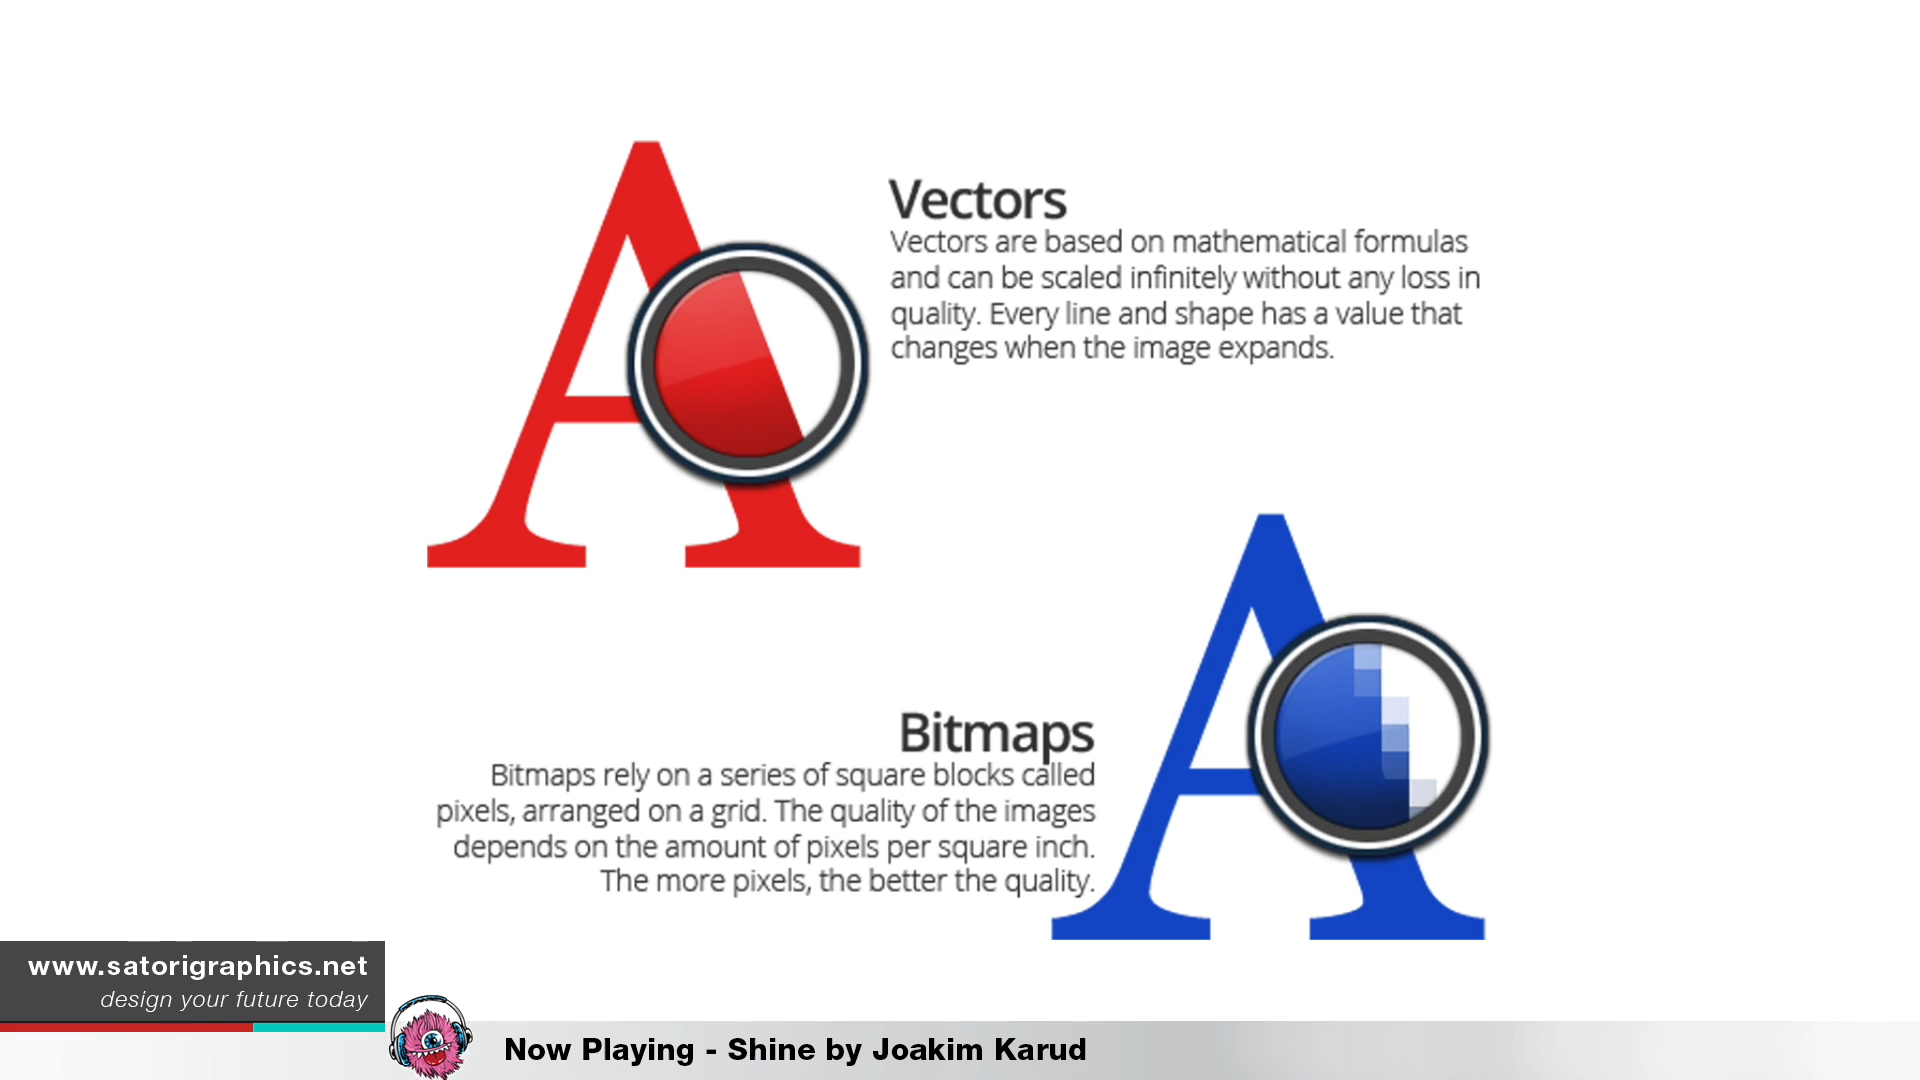 A
Vectors
Vectors are based on mathematical formulas
and can be scaled infinitely without any loss in
quality. Every line and shape has a value that
changes when the image expands.
A
Bitmaps
Bitmaps rely on a series of square blocks called
pixels, arranged on a grid. The quality of the images
depends on the amount of pixels per square inch.
The more pixels, the better the quality.
www.satorigraphics.net
design your future today
Now Playing - Shine by Joakim Karud